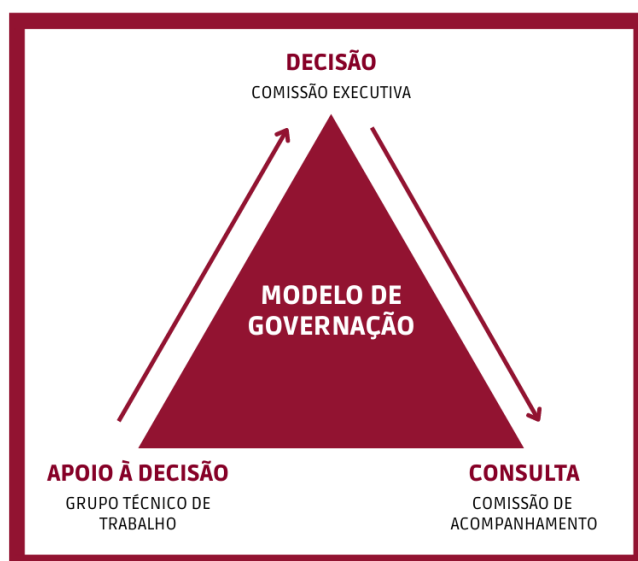 DECISÃO
COMISSÃO EXECUTIVA
MODELO DE
GOVERNAÇÃO
APOIO À DECISÃO
GRUPO TÉCNICO DE
TRABALHO
CONSULTA
COMISSÃO DE
ACOMPANHAMENTO